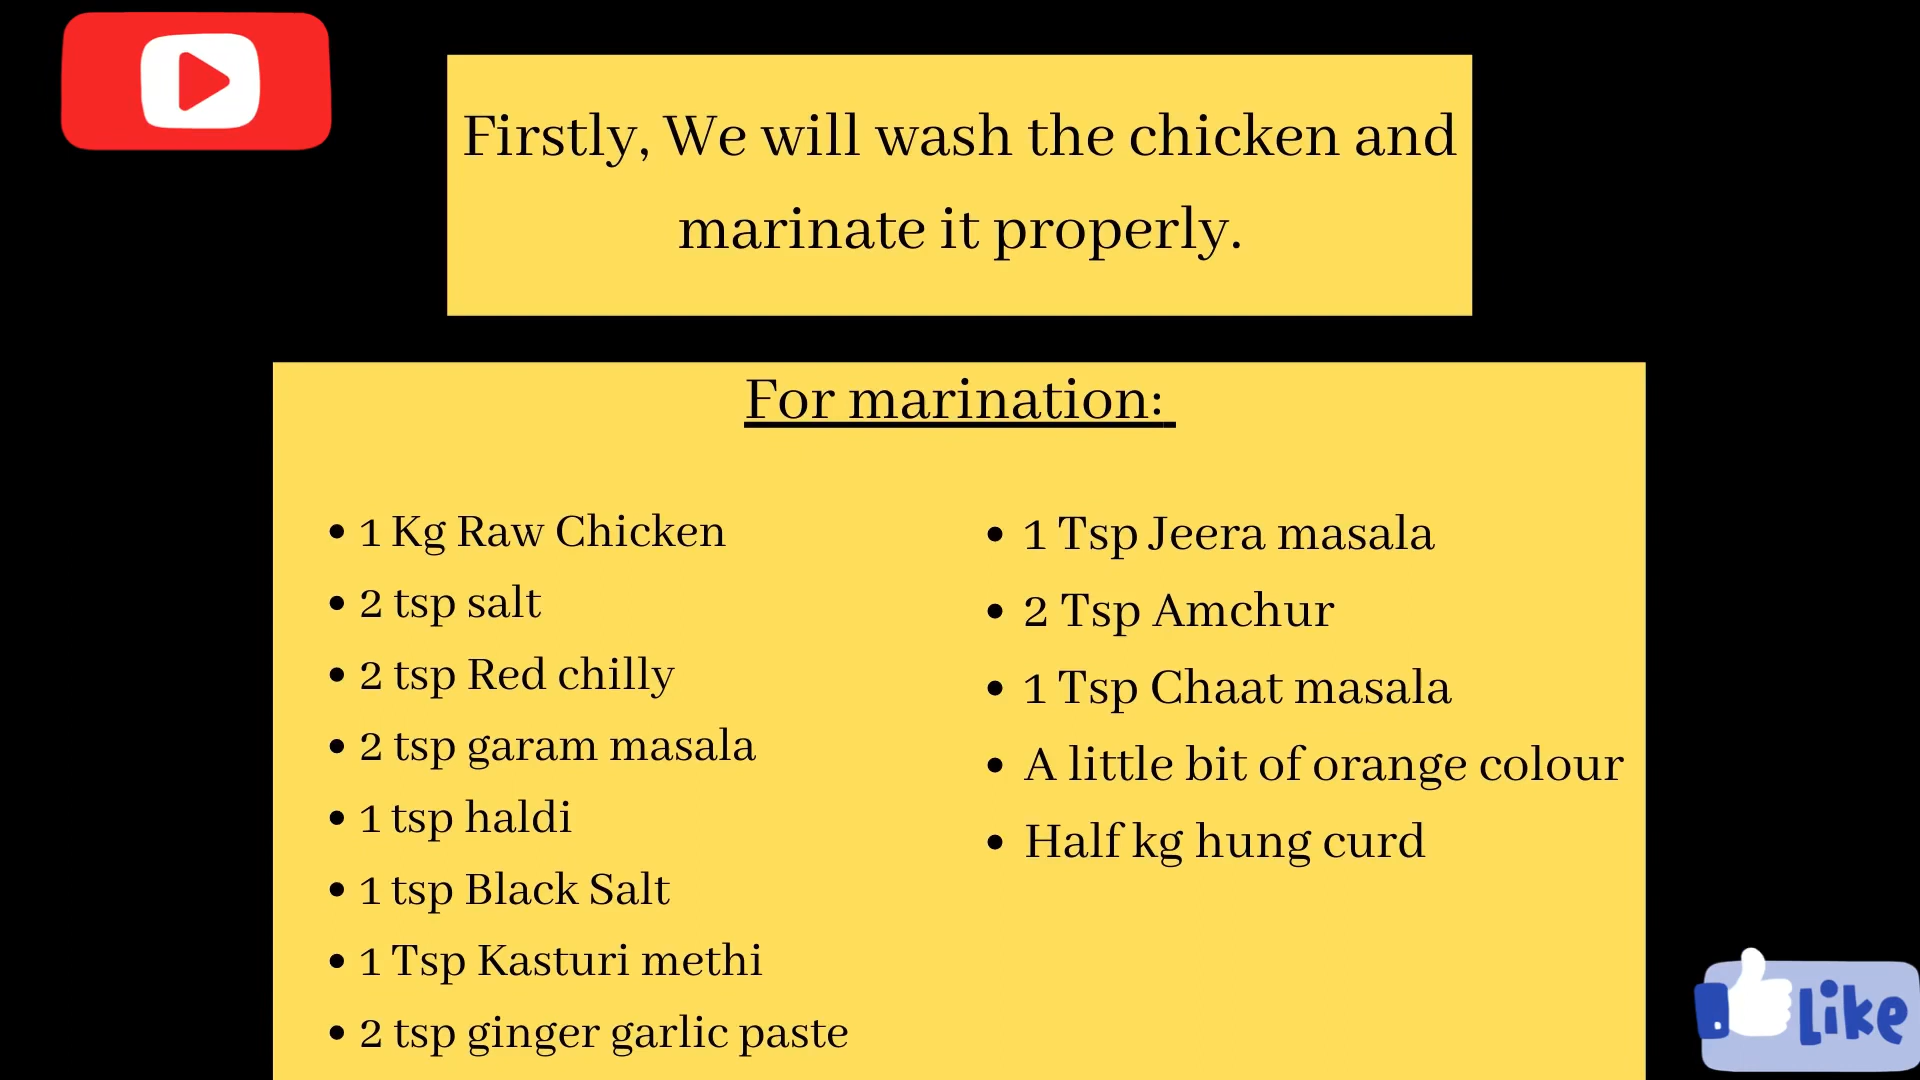 Firstly, We will wash the chicken and
marinate it properly.
For marination:
• 1 Kg Raw Chicken
• 2 tsp salt
• 2 tsp Red chilly
• 2 tsp garam masala
• 1 tsp haldi
• 1 tsp Black Salt
• 1 Tsp Kasturi methi
• 2 tsp ginger garlic paste
• 1 Tsp Jeera masala
• 2 Tsp Amchur
• 1 Tsp Chaat masala
• A little bit of orange colour
• Half kg hung curd
Like